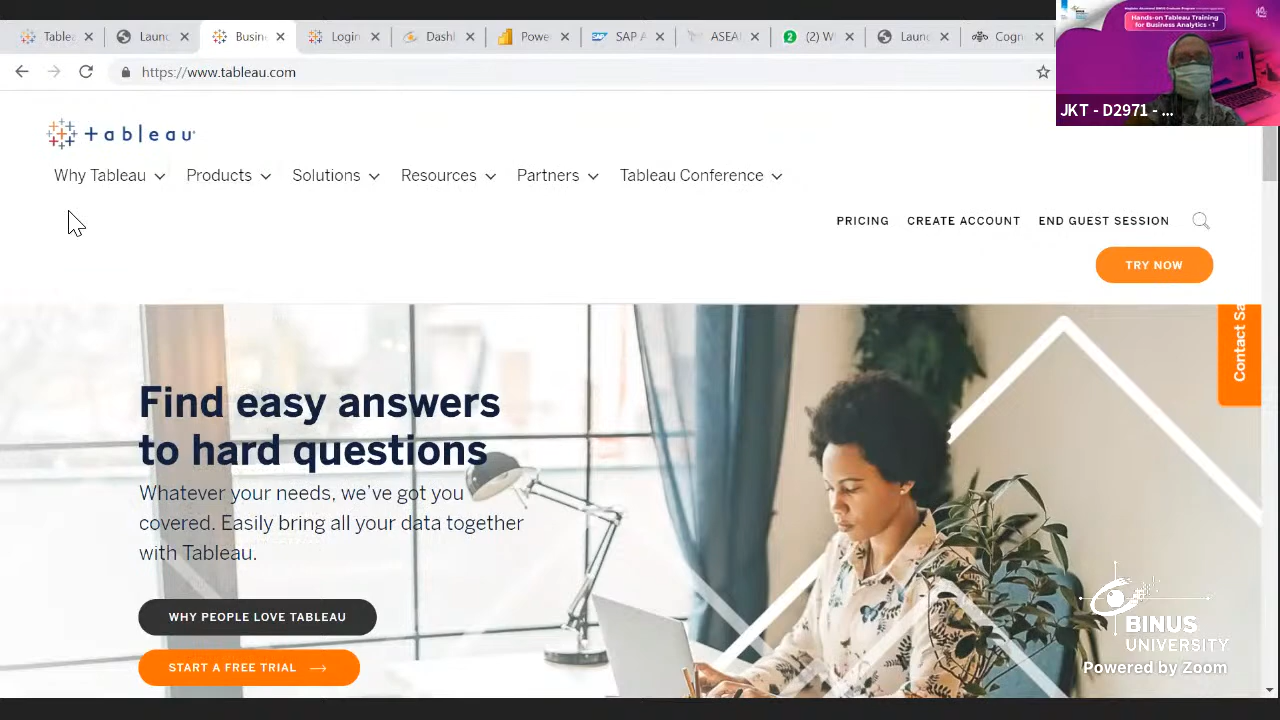 Table
Launc
Busin
Login
Dash
Powe
SAP A
ASEA
(2) W
Launc
Cogn
https://www.tableau.com
Hands-on Tableau Training
for Business Analytics - 1
JKT - D2971 - ...
+ a b | e a u
Why Tableau
Products
Solutions
Resources
Partners
Tableau Conference
PRICING
CREATE ACCOUNT
END GUEST SESSION
TRY NOW
Contact Sa
Find easy answers
to hard questions
Whatever your needs, we've got you
covered. Easily bring all your data together
with Tableau.
WHY PEOPLE LOVE TABLEAU
START A FREE TRIAL
BINUS
UNIVERSITY
Powered by Zoom